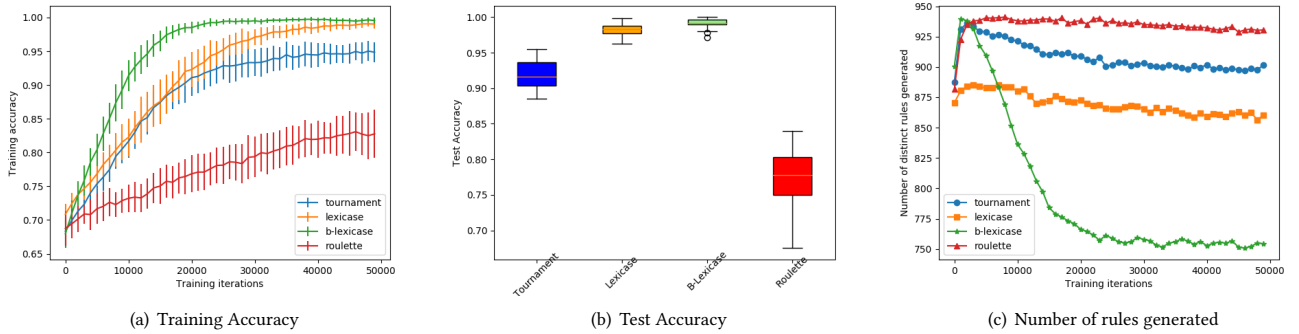 Training accuracy
1.00
0.95
0.90
0.85
0.80
0.75
0.70
0.65
tournament
lexicase
b-lexicase
roulette
0 10000 20000 30000 40000 50000
Training iterations
(a) Training Accuracy
Test Accuracy
1.00
0.95
0.90
0.85
0.80
0.75
0.70
Tournament
Lexicase
B-Lexicase
Roulette
(b) Test Accuracy
Number of distinct rules generated
950
925
900
875
850
825
800
775
750
tournament
lexicase
b-lexicase
roulette
0 10000 20000 30000 40000 50000
Training iterations
(c) Number of rules generated